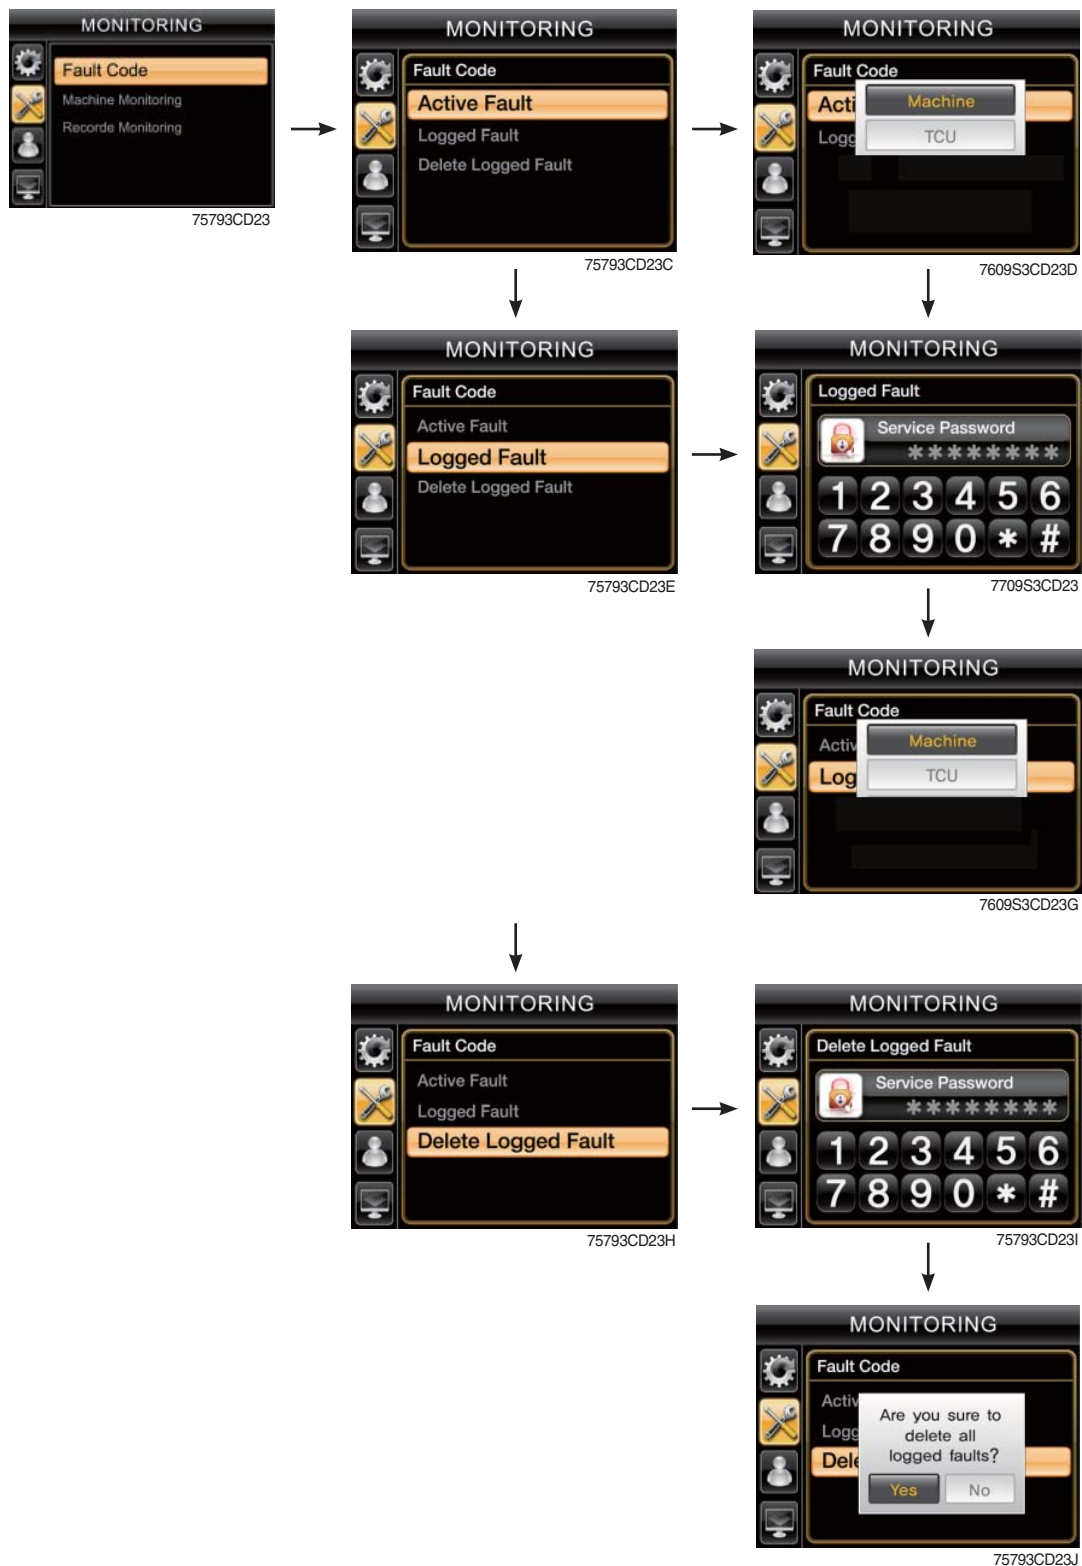 MONITORING
Fault Code
Machine Monitoring
Recorde Monitoring
75793CD23
MONITORING
Fault Code
Active Fault
Logged Fault
Delete Logged Fault
75793CD23C
MONITORING
Fault Code
Acti
Machine
Logg
TCU
7609S3CD23D
MONITORING
Fault Code
Active Fault
Logged Fault
Delete Logged Fault
75793CD23E
MONITORING
Logged Fault
Service Password
********
1 2 3 4 5 6
7 8 9 0 * #
7709S3CD23
MONITORING
Fault Code
Activ
Machine
Log
TCU
7609S3CD23G
MONITORING
Fault Code
Active Fault
Logged Fault
Delete Logged Fault
75793CD23H
MONITORING
Delete Logged Fault
Service Password
********
1 2 3 4 5 6
7 8 9 0 * #
75793CD23I
MONITORING
Fault Code
Activ
Logg
Dele
Are you sure to
delete all
logged faults?
Yes No
75793CD23J